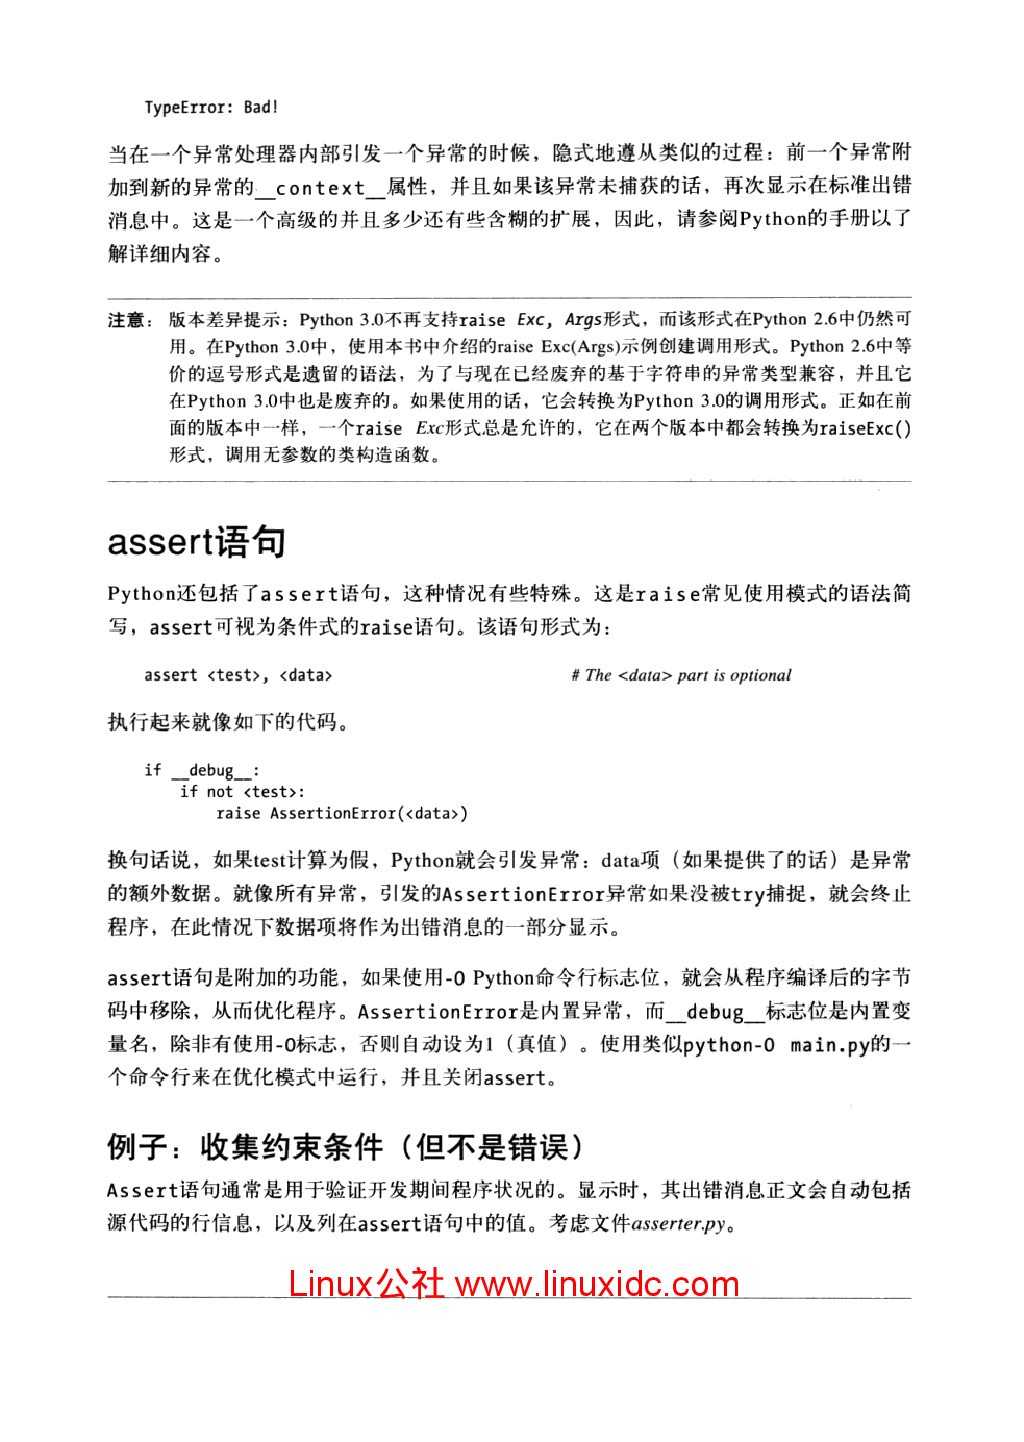 TypeError: Bad!
当在一个异常处理器内部引发一个异常的时候，隐式地遵从类似的过程：前一个异常附
加到新的异常的__context__属性，并且如果该异常未捕获的话，再次显示在标准出错
消息中。这是一个高级的并且多少还有些含糊的扩展，因此，请参阅Python的手册以了
解详细内容。
注意： 版本差异提示：Python 3.0不再支持raise Exc, Args形式，而该形式在Python 2.6中仍然可
用。在Python 3.0中，使用本书中介绍的raise Exc(Args)示例创建调用形式。Python 2.6中等
价的逗号形式是遗留的语法，为了与现在已经废弃的基于字符串的异常类型兼容，并且它
在Python 3.0中也是废弃的。如果使用的话，它会转换为Python 3.0的调用形式。正如在前
面的版本中一样，一个raise Exc形式总是允许的，它在两个版本中都会转换为raiseExc()
形式，调用无参数的类构造函数。
assert语句
Python还包括了assert语句，这种情况有些特殊。这是raise常见使用模式的语法简
写，assert可视为条件式的raise语句。该语句形式为：
assert <test>, <data> # The <data> part is optional
执行起来就像如下的代码。
if __debug__:
if not <test>:
raise AssertionError(<data>)
换句话说，如果test计算为假，Python就会引发异常：data项（如果提供了的话）是异常
的额外数据。就像所有异常，引发的AssertionError异常如果没被try捕捉，就会终止
程序，在此情况下数据项将作为出错消息的一部分显示。
assert语句是附加的功能，如果使用-O Python命令行标志位，就会从程序编译后的字节
码中移除，从而优化程序。AssertionError是内置异常，而__debug__标志位是内置变
量名，除非有使用-O标志，否则自动设为1（真值）。使用类似python-O main.py的一
个命令行来在优化模式中运行，并且关闭assert。
例子：收集约束条件（但不是错误）
Assert语句通常是用于验证开发期间程序状况的。显示时，其出错消息正文会自动包括
源代码的行信息，以及列在assert语句中的值。考虑文件asserter.py。
Linux公社 www.linuxidc.com